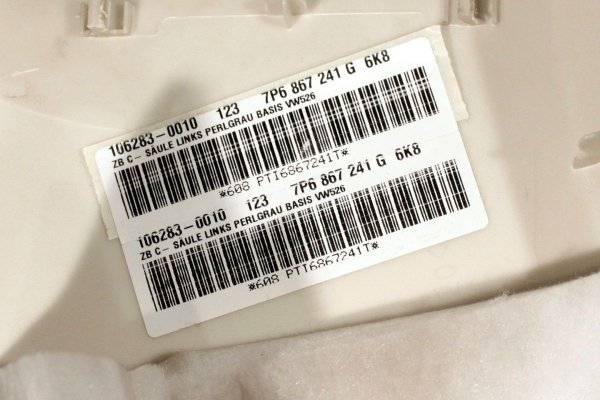 106283-0010 123 7P6 867 241 G 6K8
ZB C- SÄULE LINKS PERLGRAU BASIS VW526
*608 PTI6867241T*
106283-0010 123 7P6 867 241 G 6K8
ZB C- SÄULE LINKS PERLGRAU BASIS VW526
*608 PTI6867241T*